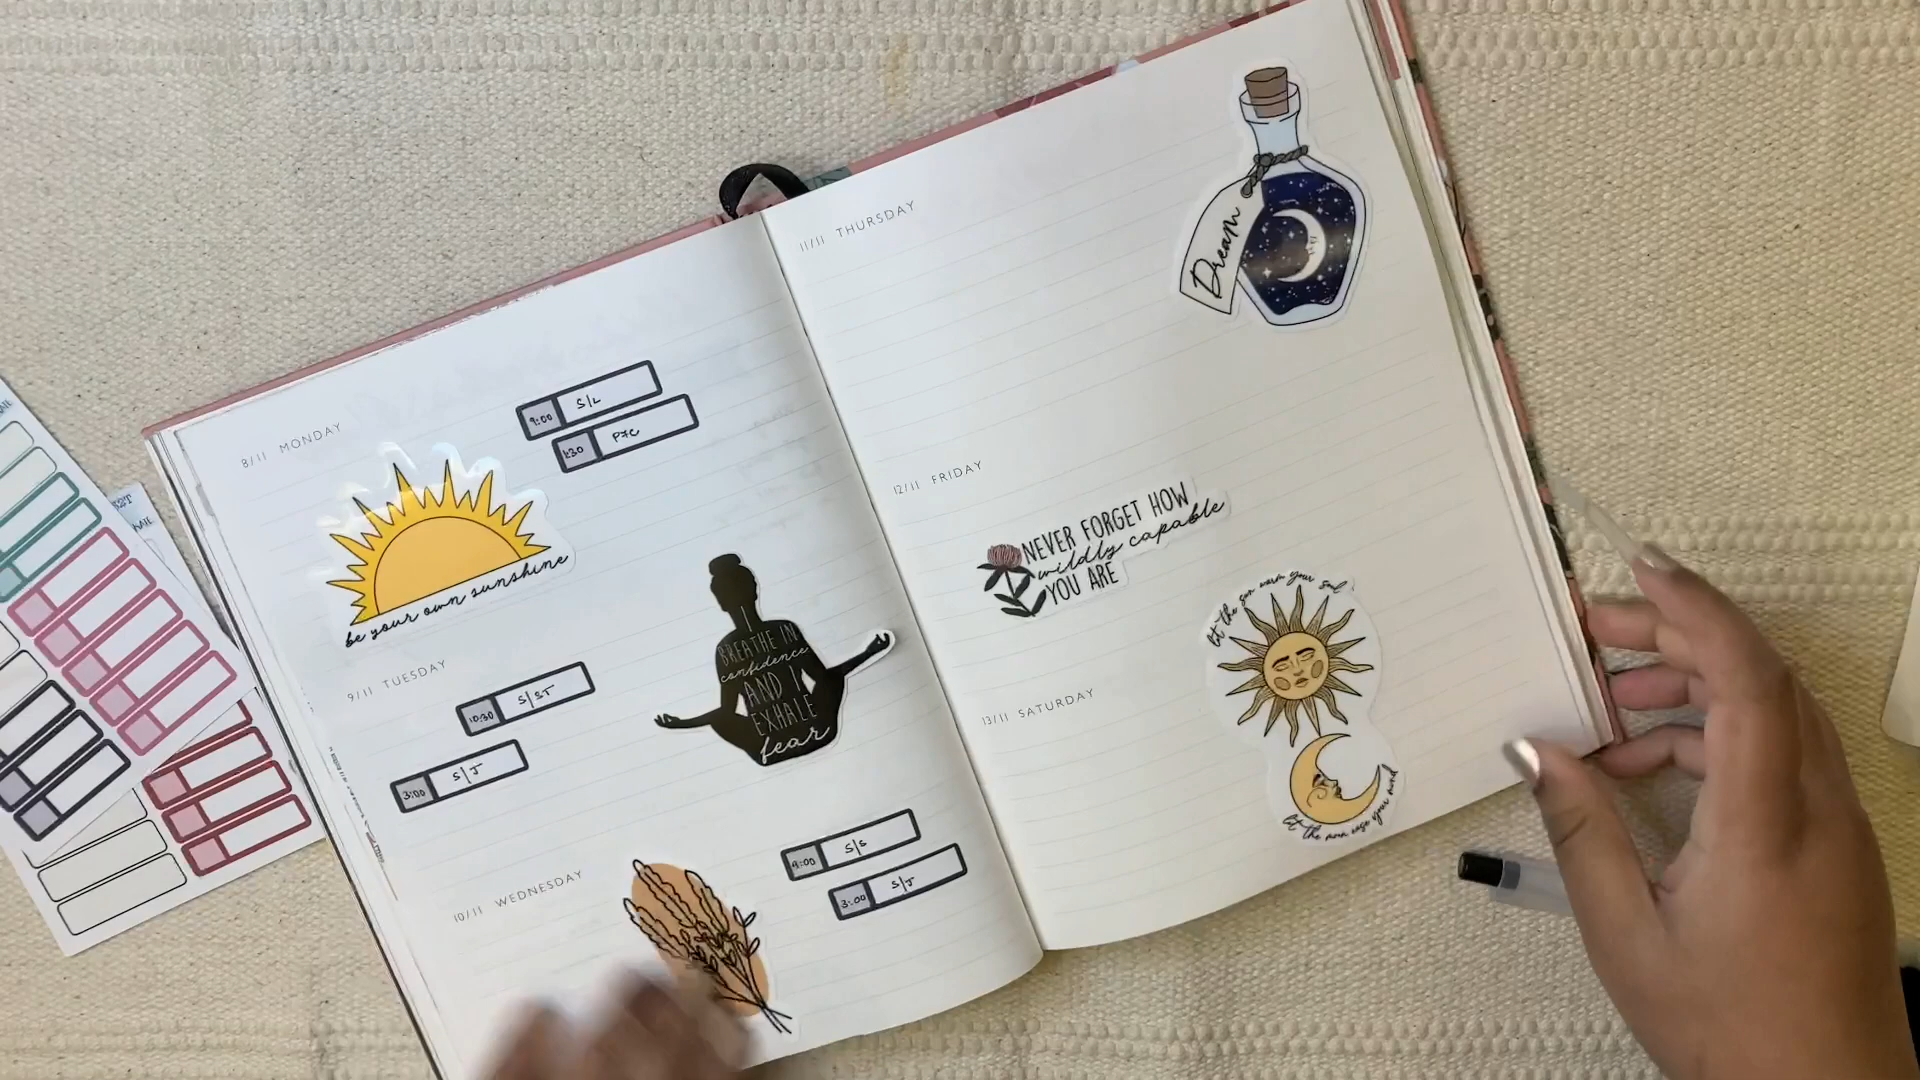 8/11 MONDAY
9:00 S/L
1:30 P7C
be your own sunshine
9/11 TUESDAY
10:30 S/ST
3:00 S/J
I
BREATHE IN
confidence
AND I
EXHALE
fear
10/11 WEDNESDAY
9:00 S/S
3:00 S/J
11/11 THURSDAY
Dream
12/11 FRIDAY
NEVER FORGET HOW
wildly capable
YOU ARE
13/11 SATURDAY
let the sun warm your soul
let the moon ease your mind